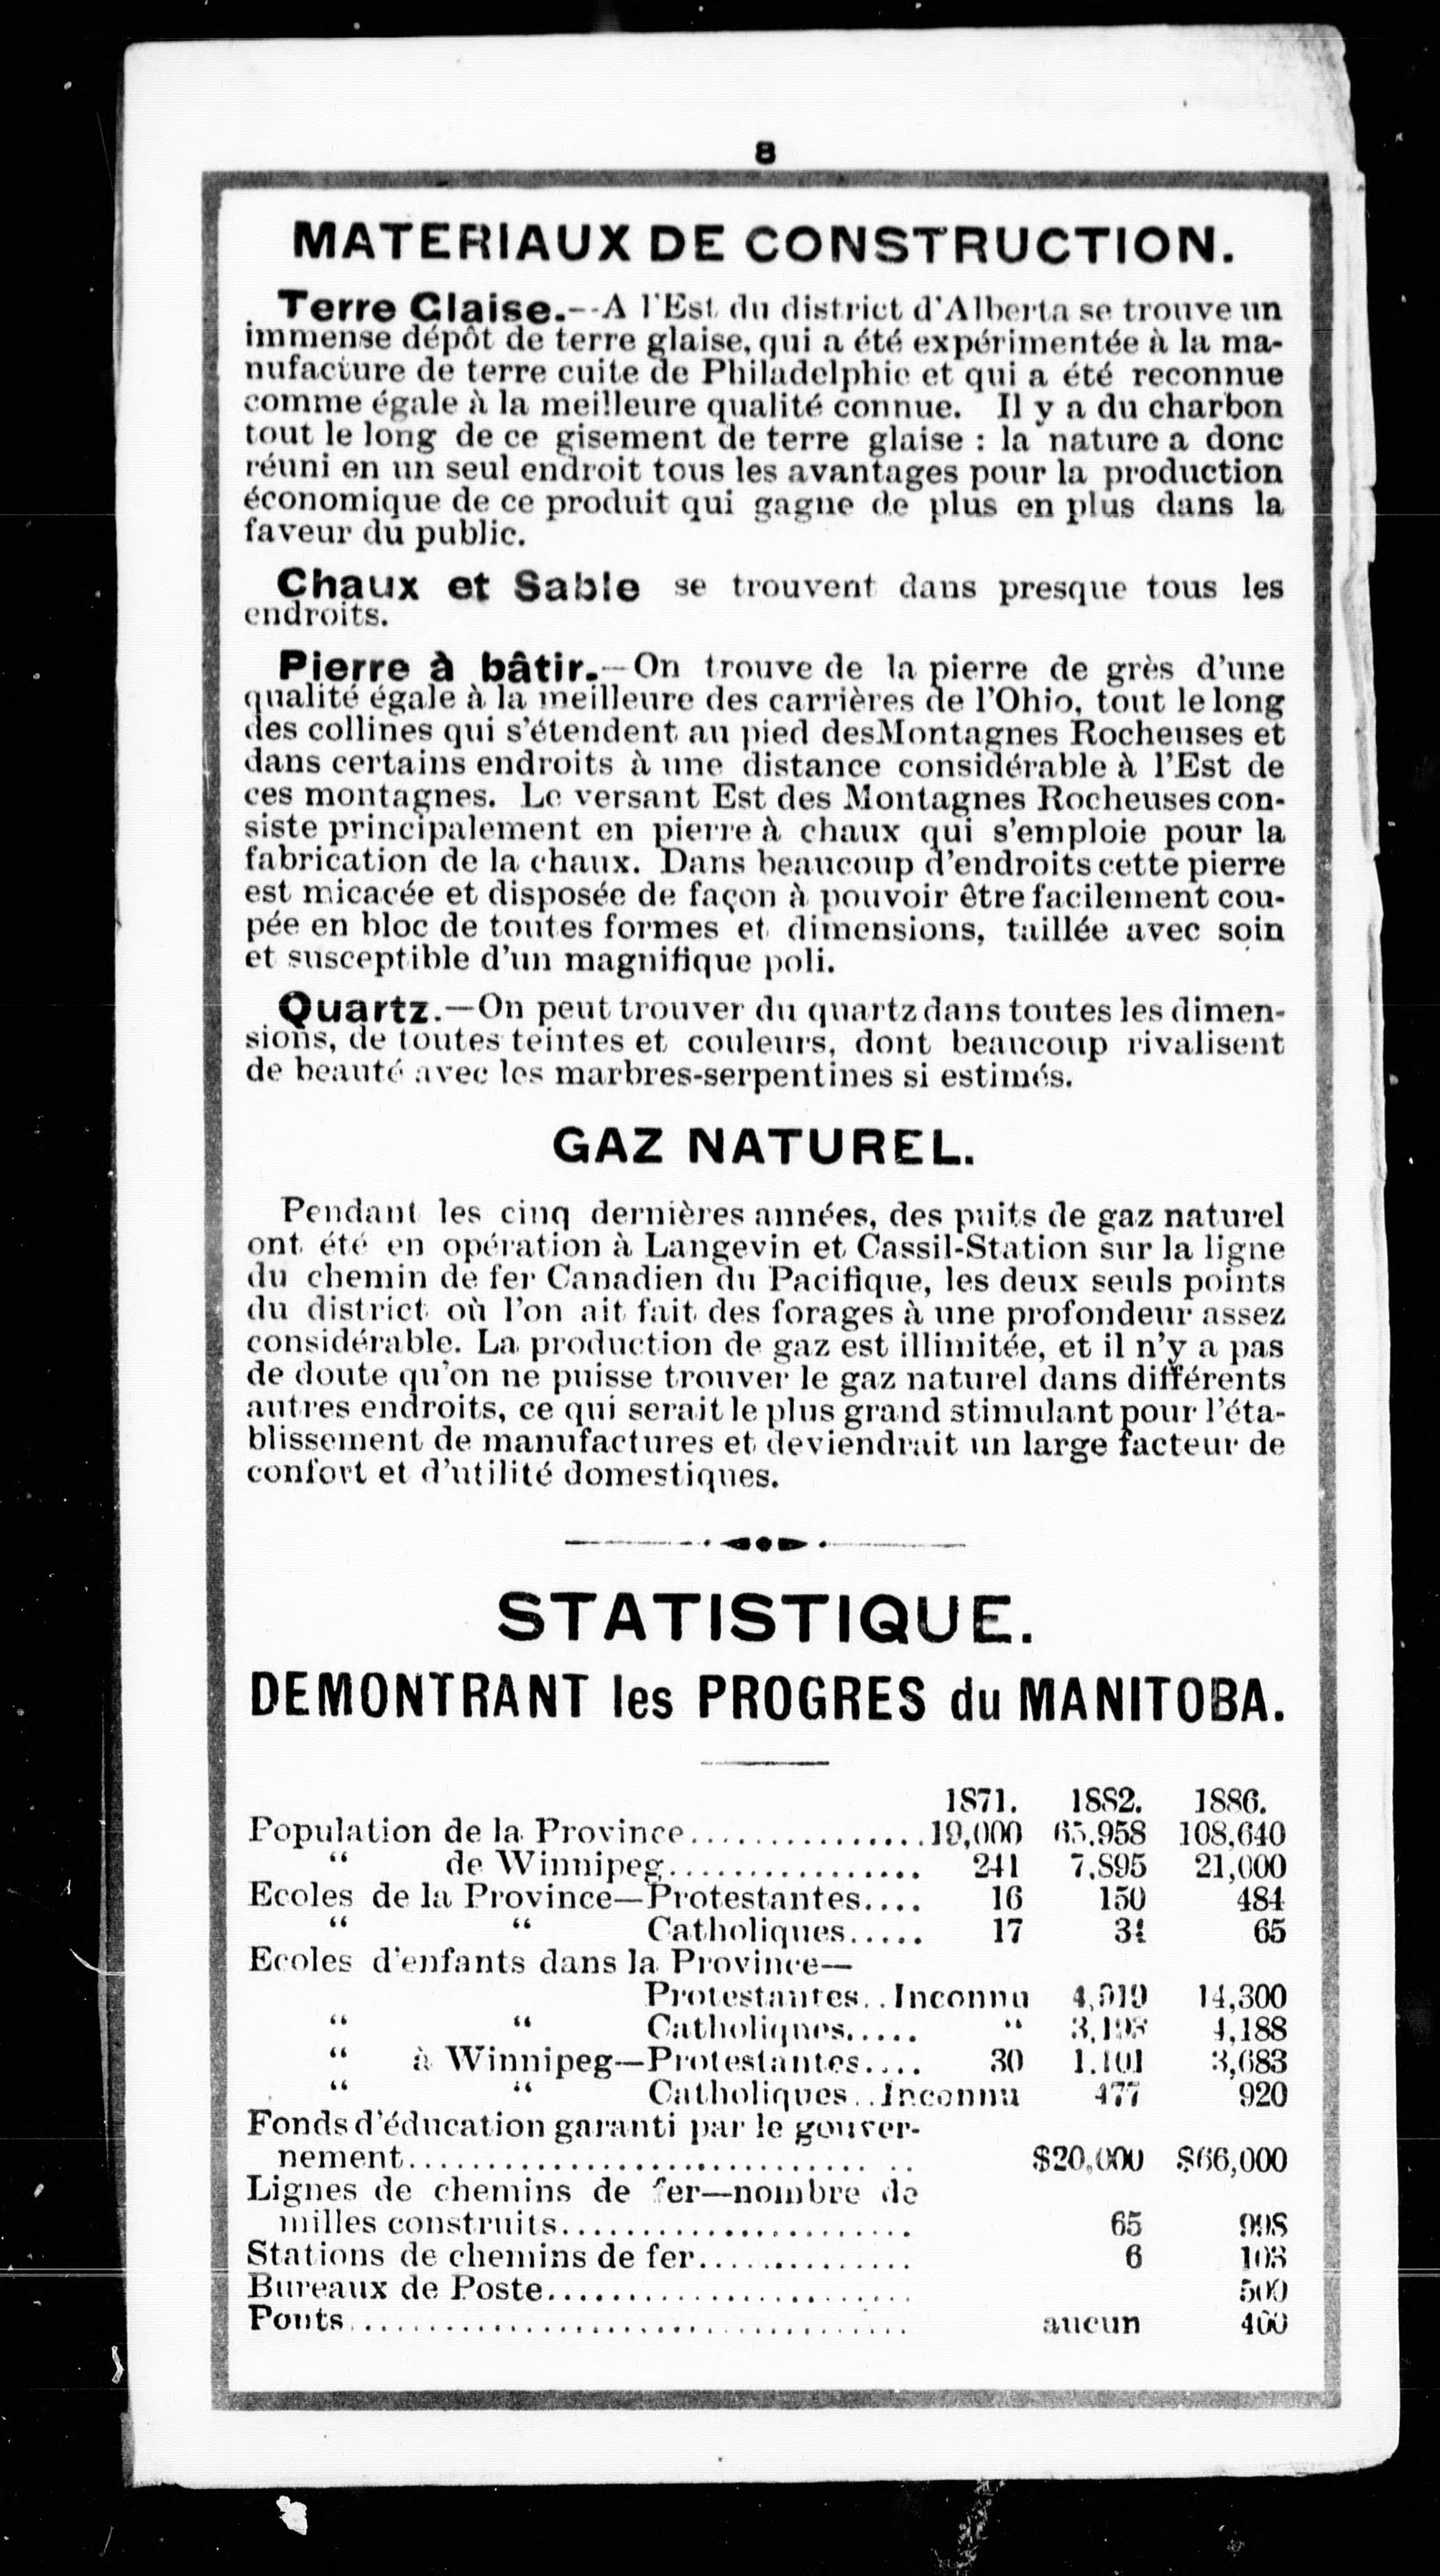 8
MATERIAUX DE CONSTRUCTION.
Terre Glaise.--A l'Est du district d'Alberta se trouve un
immense dépôt de terre glaise, qui a été expérimentée à la ma-
nufacture de terre cuite de Philadelphie et qui a été reconnue
comme égale à la meilleure qualité connue. Il y a du charbon
tout le long de ce gisement de terre glaise : la nature a donc
réuni en un seul endroit tous les avantages pour la production
économique de ce produit qui gagne de plus en plus dans la
faveur du public.
Chaux et Sable se trouvent dans presque tous les
endroits.
Pierre à bâtir.—On trouve de la pierre de grès d'une
qualité égale à la meilleure des carrières de l'Ohio, tout le long
des collines qui s'étendent au pied desMontagnes Rocheuses et
dans certains endroits à une distance considérable à l'Est de
ces montagnes. Le versant Est des Montagnes Rocheuses con-
siste principalement en pierre à chaux qui s'emploie pour la
fabrication de la chaux. Dans beaucoup d'endroits cette pierre
est micacée et disposée de façon à pouvoir être facilement cou-
pée en bloc de toutes formes et dimensions, taillée avec soin
et susceptible d'un magnifique poli.
Quartz.—On peut trouver du quartz dans toutes les dimen-
sions, de toutes teintes et couleurs, dont beaucoup rivalisent
de beauté avec les marbres-serpentines si estimés.
GAZ NATUREL.
Pendant les cinq dernières années, des puits de gaz naturel
ont été en opération à Langevin et Cassil-Station sur la ligne
du chemin de fer Canadien du Pacifique, les deux seuls points
du district où l'on ait fait des forages à une profondeur assez
considérable. La production de gaz est illimitée, et il n'y a pas
de doute qu'on ne puisse trouver le gaz naturel dans différents
autres endroits, ce qui serait le plus grand stimulant pour l'éta-
blissement de manufactures et deviendrait un large facteur de
confort et d'utilité domestiques.
STATISTIQUE.
DEMONTRANT les PROGRES du MANITOBA.
1871. 1882. 1886.
Population de la Province................19,000 65,958 108,640
“ de Winnipeg................ 241 7,895 21,000
Ecoles de la Province—Protestantes.... 16 150 484
“ “ Catholiques..... 17 65
Ecoles d'enfants dans la Province—
Protestantes..Inconnu 14,300
“ “ Catholiques..... “ 4,188
“ à Winnipeg—Protestantes.... 30 1,101 3,683
“ “ Catholiques..Inconnu 477 920
Fonds d'éducation garanti par le gouver-
nement................................ $20,000 $66,000
Lignes de chemins de fer—nombre de
milles construits...................... 65 998
Stations de chemins de fer.............. 6 103
Bureaux de Poste....................... 500
Ponts................................... aucun 400